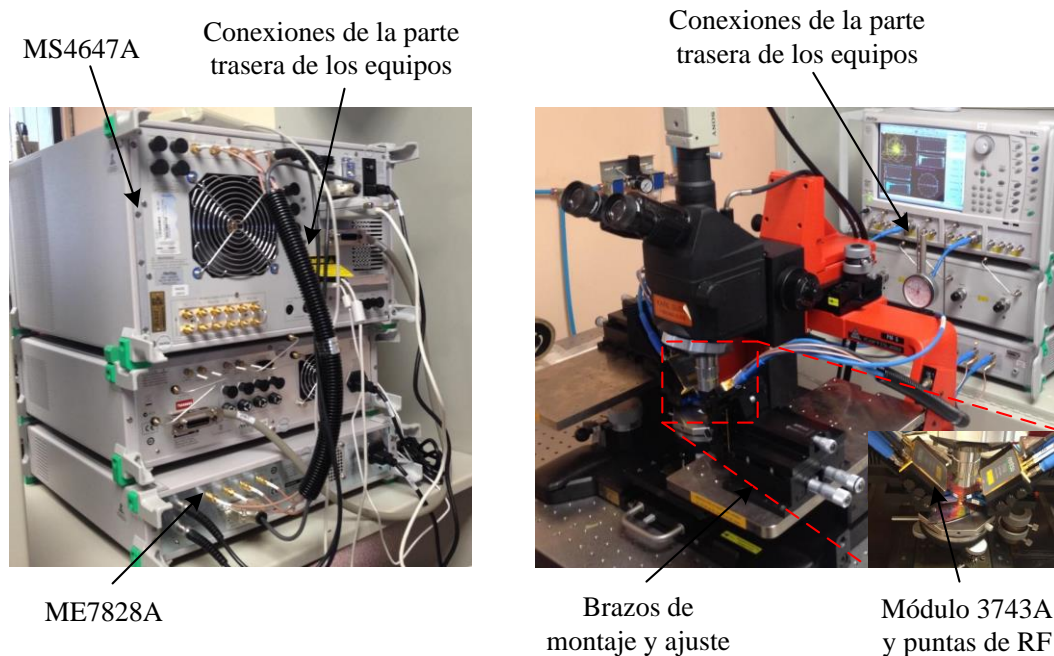 MS4647A
Conexiones de la parte
trasera de los equipos
Conexiones de la parte
trasera de los equipos
SONY
ME7828A
Brazos de
montaje y ajuste
Módulo 3743A
y puntas de RF